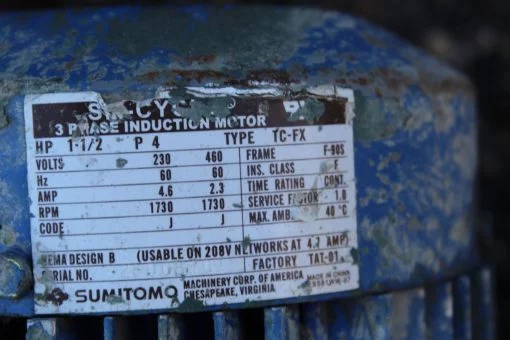 3 PHASE INDUCTION MOTOR
HP 1-1/2 P 4 TYPE TC-FX
VOLTS 230 460 FRAME F-90S
Hz 60 60 INS. CLASS F
AMP 4.6 2.3 TIME RATING CONT.
RPM 1730 1730 SERVICE FACTOR 1.0
CODE J J MAX. AMB. 40 °C
NEMA DESIGN B (USABLE ON 208V NETWORKS AT 4.7 AMP)
SERIAL NO. FACTORY TAT-01
SUMITOMO MACHINERY CORP. OF AMERICA
CHESAPEAKE, VIRGINIA
MADE IN CHINA